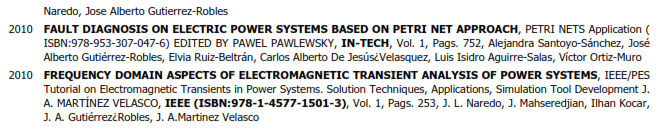 Naredo, Jose Alberto Gutierrez-Robles
2010 FAULT DIAGNOSIS ON ELECTRIC POWER SYSTEMS BASED ON PETRI NET APPROACH, PETRI NETS Application (
ISBN:978-953-307-047-6) EDITED BY PAWEL PAWLEWSKY, IN-TECH, Vol. 1, Pags. 752, Alejandra Santoyo-Sánchez, José
Alberto Gutiérrez-Robles, Elvia Ruiz-Beltrán, Carlos Alberto De Jesús¿Velasquez, Luis Isidro Aguirre-Salas, Víctor Ortiz-Muro
2010 FREQUENCY DOMAIN ASPECTS OF ELECTROMAGNETIC TRANSIENT ANALYSIS OF POWER SYSTEMS, IEEE/PES
Tutorial on Electromagnetic Transients in Power Systems. Solution Techniques, Applications, Simulation Tool Development J.
A. MARTÍNEZ VELASCO, IEEE (ISBN:978-1-4577-1501-3), Vol. 1, Pags. 253, J. L. Naredo, J. Mahseredjian, Ilhan Kocar,
J. A. Gutiérrez¿Robles, J. A.Martinez Velasco